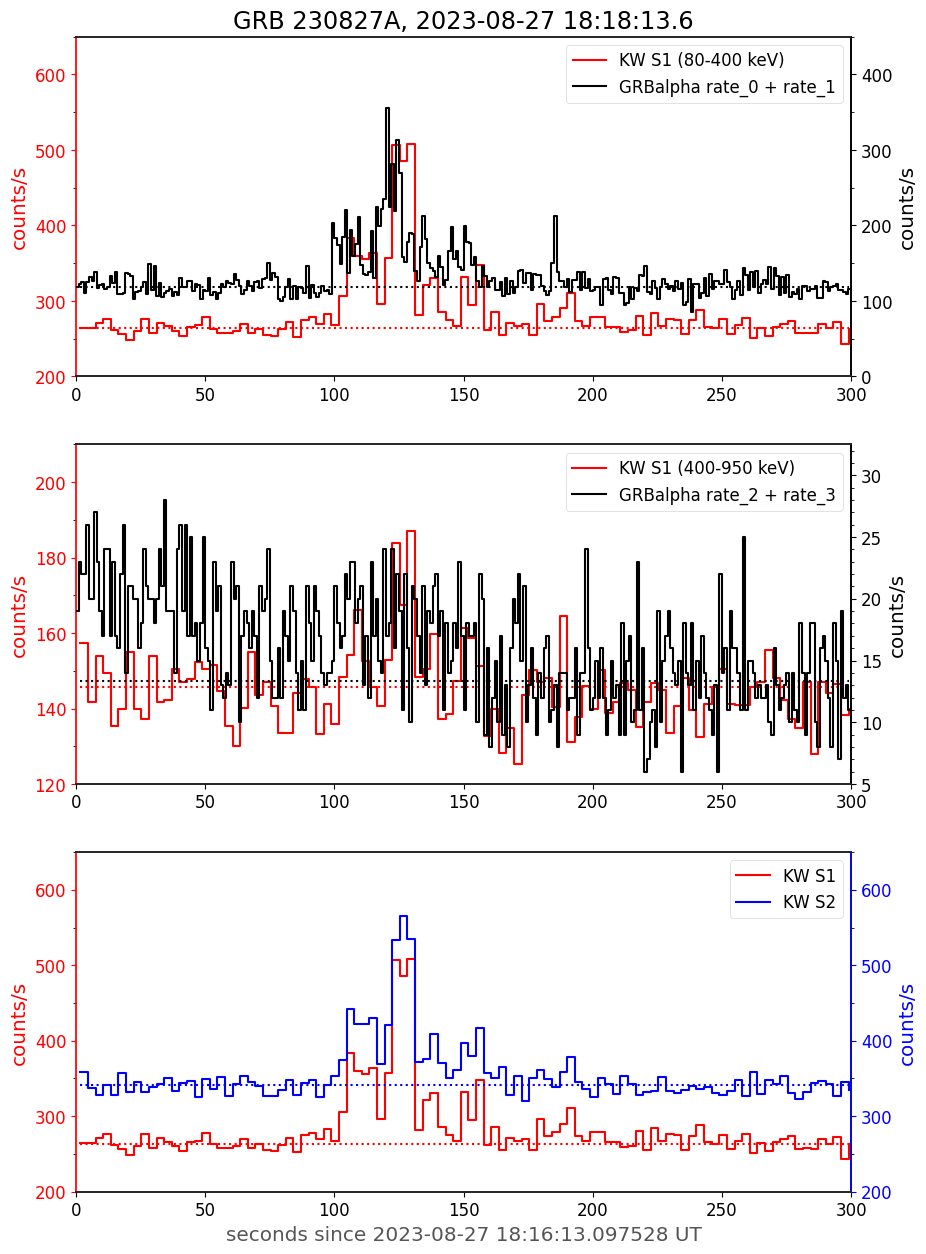 GRB 230827A, 2023-08-27 18:18:13.6
KW S1 (80-400 keV)
GRBalpha rate_0 + rate_1
600
500
400
300
200
counts/s
400
300
200
100
0
counts/s
0 50 100 150 200 250 300
KW S1 (400-950 keV)
GRBalpha rate_2 + rate_3
200
180
160
140
120
counts/s
30
25
20
15
10
5
counts/s
0 50 100 150 200 250 300
KW S1
KW S2
600
500
400
300
200
counts/s
600
500
400
300
200
counts/s
0 50 100 150 200 250 300
seconds since 2023-08-27 18:16:13.097528 UT